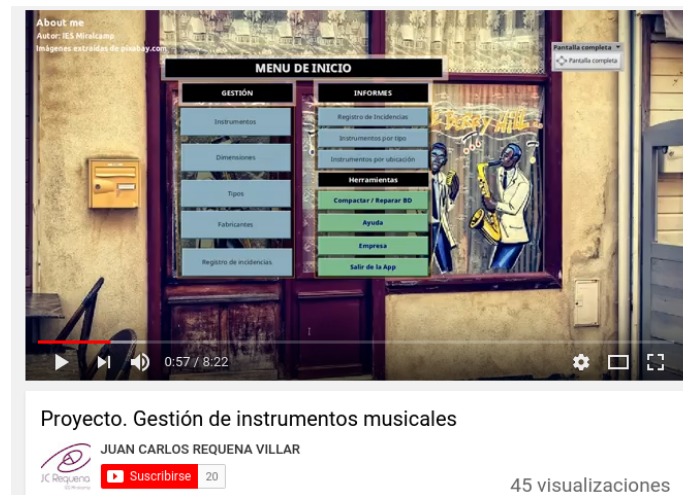 About me
Autor: IES Miralcamp
Imágenes extraídas de pixabay.com
Pantalla completa
Pantalla completa
MENU DE INICIO
GESTIÓN
Instrumentos
Dimensiones
Tipos
Fabricantes
Registro de incidencias
INFORMES
Registro de Incidencias
Instrumentos por tipo
Instrumentos por ubicación
Herramientas
Compactar / Reparar BD
Ayuda
Empresa
Salir de la App
0:57 / 8:22
Proyecto. Gestión de instrumentos musicales
JC Requena
JUAN CARLOS REQUENA VILLAR
Suscribirse 20
45 visualizaciones